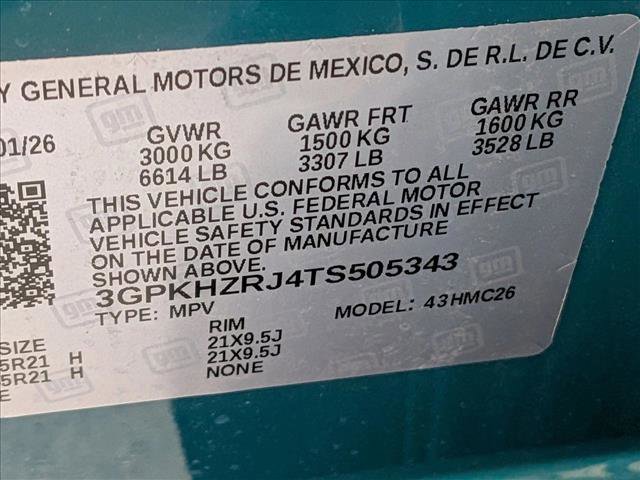 Y GENERAL MOTORS DE MEXICO, S. DE R.L. DE C.V.
01/26 GVWR GAWR FRT GAWR RR
3000 KG 1500 KG 1600 KG
6614 LB 3307 LB 3528 LB
THIS VEHICLE CONFORMS TO ALL
APPLICABLE U.S. FEDERAL MOTOR
VEHICLE SAFETY STANDARDS IN EFFECT
ON THE DATE OF MANUFACTURE
SHOWN ABOVE.
3GPKHZRJ4TS505343
TYPE: MPV MODEL: 43HMC26
SIZE RIM
5R21 H 21X9.5J
5R21 H 21X9.5J
E NONE
gm